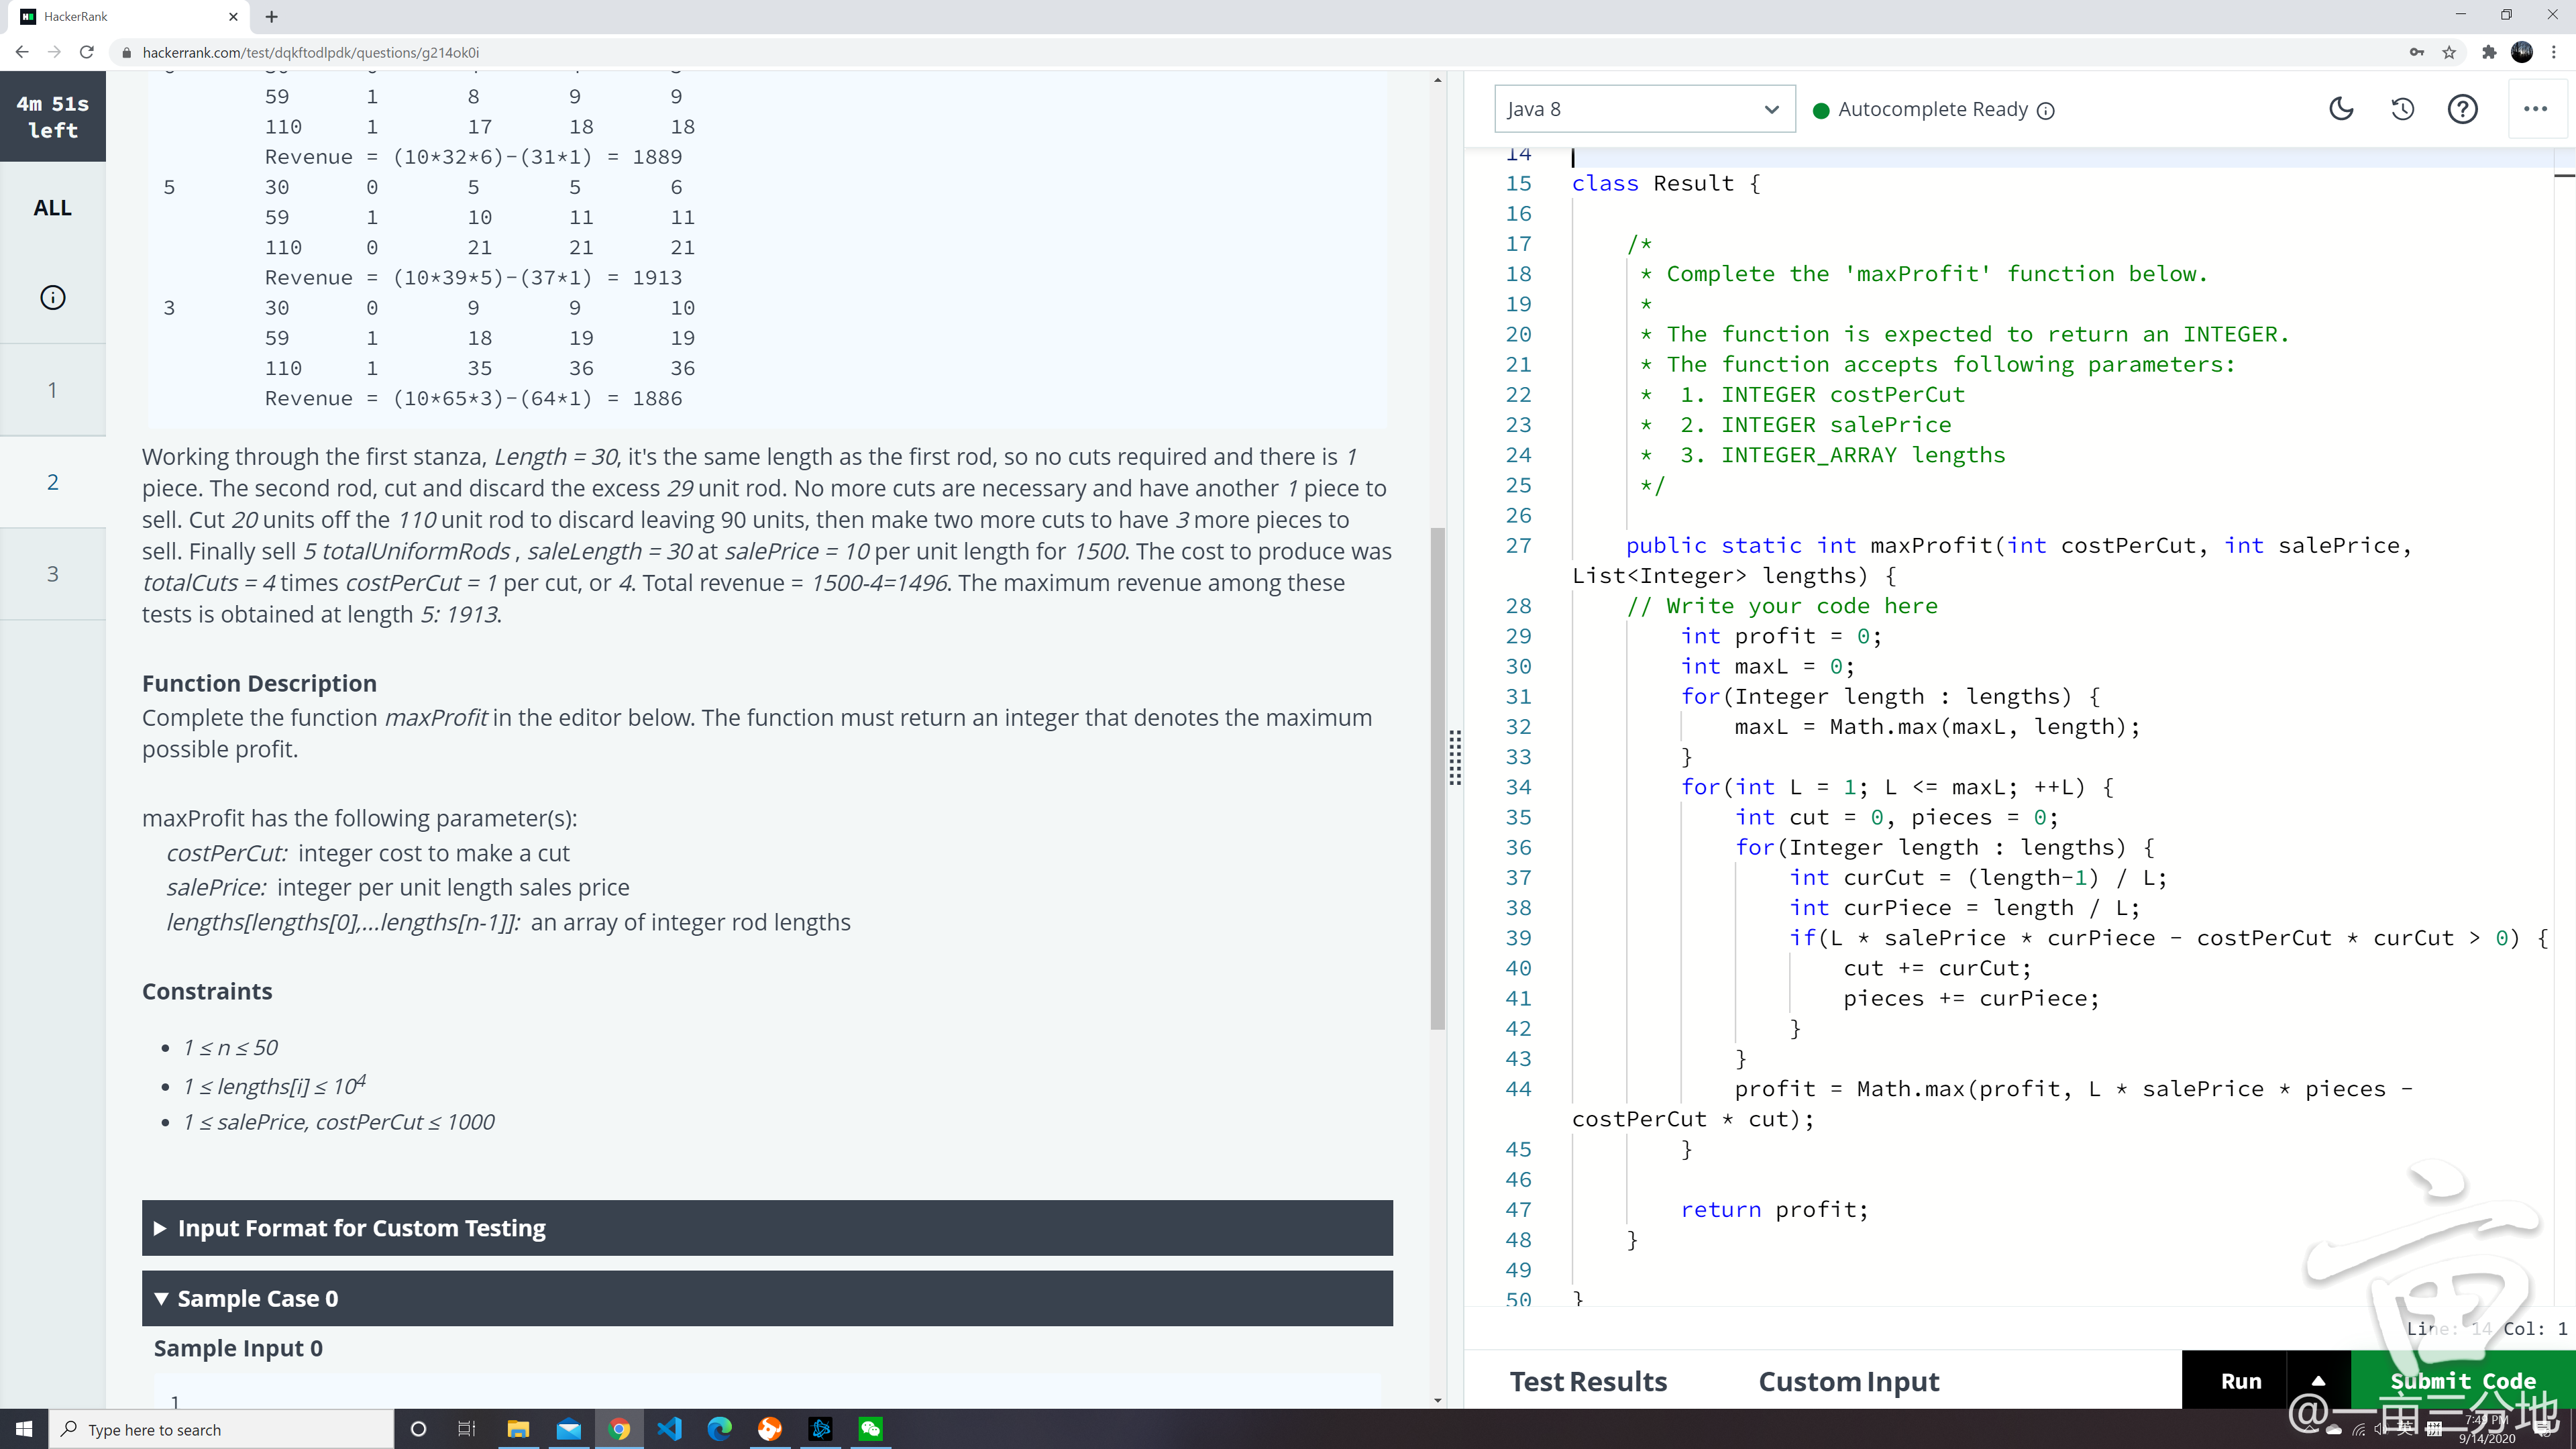 HackerRank
hackerrank.com/test/dqkftodlpdk/questions/g214ok0i
4m 51s
left
ALL
1
2
3
59 1 8 9 9
110 1 17 18 18
Revenue = (10*32*6)-(31*1) = 1889
5 30 0 5 5 6
59 1 10 11 11
110 0 21 21 21
Revenue = (10*39*5)-(37*1) = 1913
3 30 0 9 9 10
59 1 18 19 19
110 1 35 36 36
Revenue = (10*65*3)-(64*1) = 1886
Working through the first stanza, Length = 30, it's the same length as the first rod, so no cuts required and there is 1
piece. The second rod, cut and discard the excess 29 unit rod. No more cuts are necessary and have another 1 piece to
sell. Cut 20 units off the 110 unit rod to discard leaving 90 units, then make two more cuts to have 3 more pieces to
sell. Finally sell 5 totalUniformRods , saleLength = 30 at salePrice = 10 per unit length for 1500. The cost to produce was
totalCuts = 4 times costPerCut = 1 per cut, or 4. Total revenue = 1500-4=1496. The maximum revenue among these
tests is obtained at length 5: 1913.
Function Description
Complete the function maxProfit in the editor below. The function must return an integer that denotes the maximum
possible profit.
maxProfit has the following parameter(s):
costPerCut: integer cost to make a cut
salePrice: integer per unit length sales price
lengths[lengths[0],...lengths[n-1]]: an array of integer rod lengths
Constraints
• 1 ≤ n ≤ 50
• 1 ≤ lengths[i] ≤ 10^4
• 1 ≤ salePrice, costPerCut ≤ 1000
▶ Input Format for Custom Testing
▼ Sample Case 0
Sample Input 0
1
Java 8
Autocomplete Ready
14
15 class Result {
16
17 /*
18 * Complete the 'maxProfit' function below.
19 *
20 * The function is expected to return an INTEGER.
21 * The function accepts following parameters:
22 * 1. INTEGER costPerCut
23 * 2. INTEGER salePrice
24 * 3. INTEGER_ARRAY lengths
25 */
26
27 public static int maxProfit(int costPerCut, int salePrice,
List<Integer> lengths) {
28 // Write your code here
29 int profit = 0;
30 int maxL = 0;
31 for(Integer length : lengths) {
32 maxL = Math.max(maxL, length);
33 }
34 for(int L = 1; L <= maxL; ++L) {
35 int cut = 0, pieces = 0;
36 for(Integer length : lengths) {
37 int curCut = (length-1) / L;
38 int curPiece = length / L;
39 if(L * salePrice * curPiece - costPerCut * curCut > 0) {
40 cut += curCut;
41 pieces += curPiece;
42 }
43 }
44 profit = Math.max(profit, L * salePrice * pieces -
costPerCut * cut);
45 }
46
47 return profit;
48 }
49
50 }
Line: 14 Col: 1
Test Results
Custom Input
Run
Submit Code
亩
@一亩三分地
Type here to search
英
7:49 PM
9/14/2020